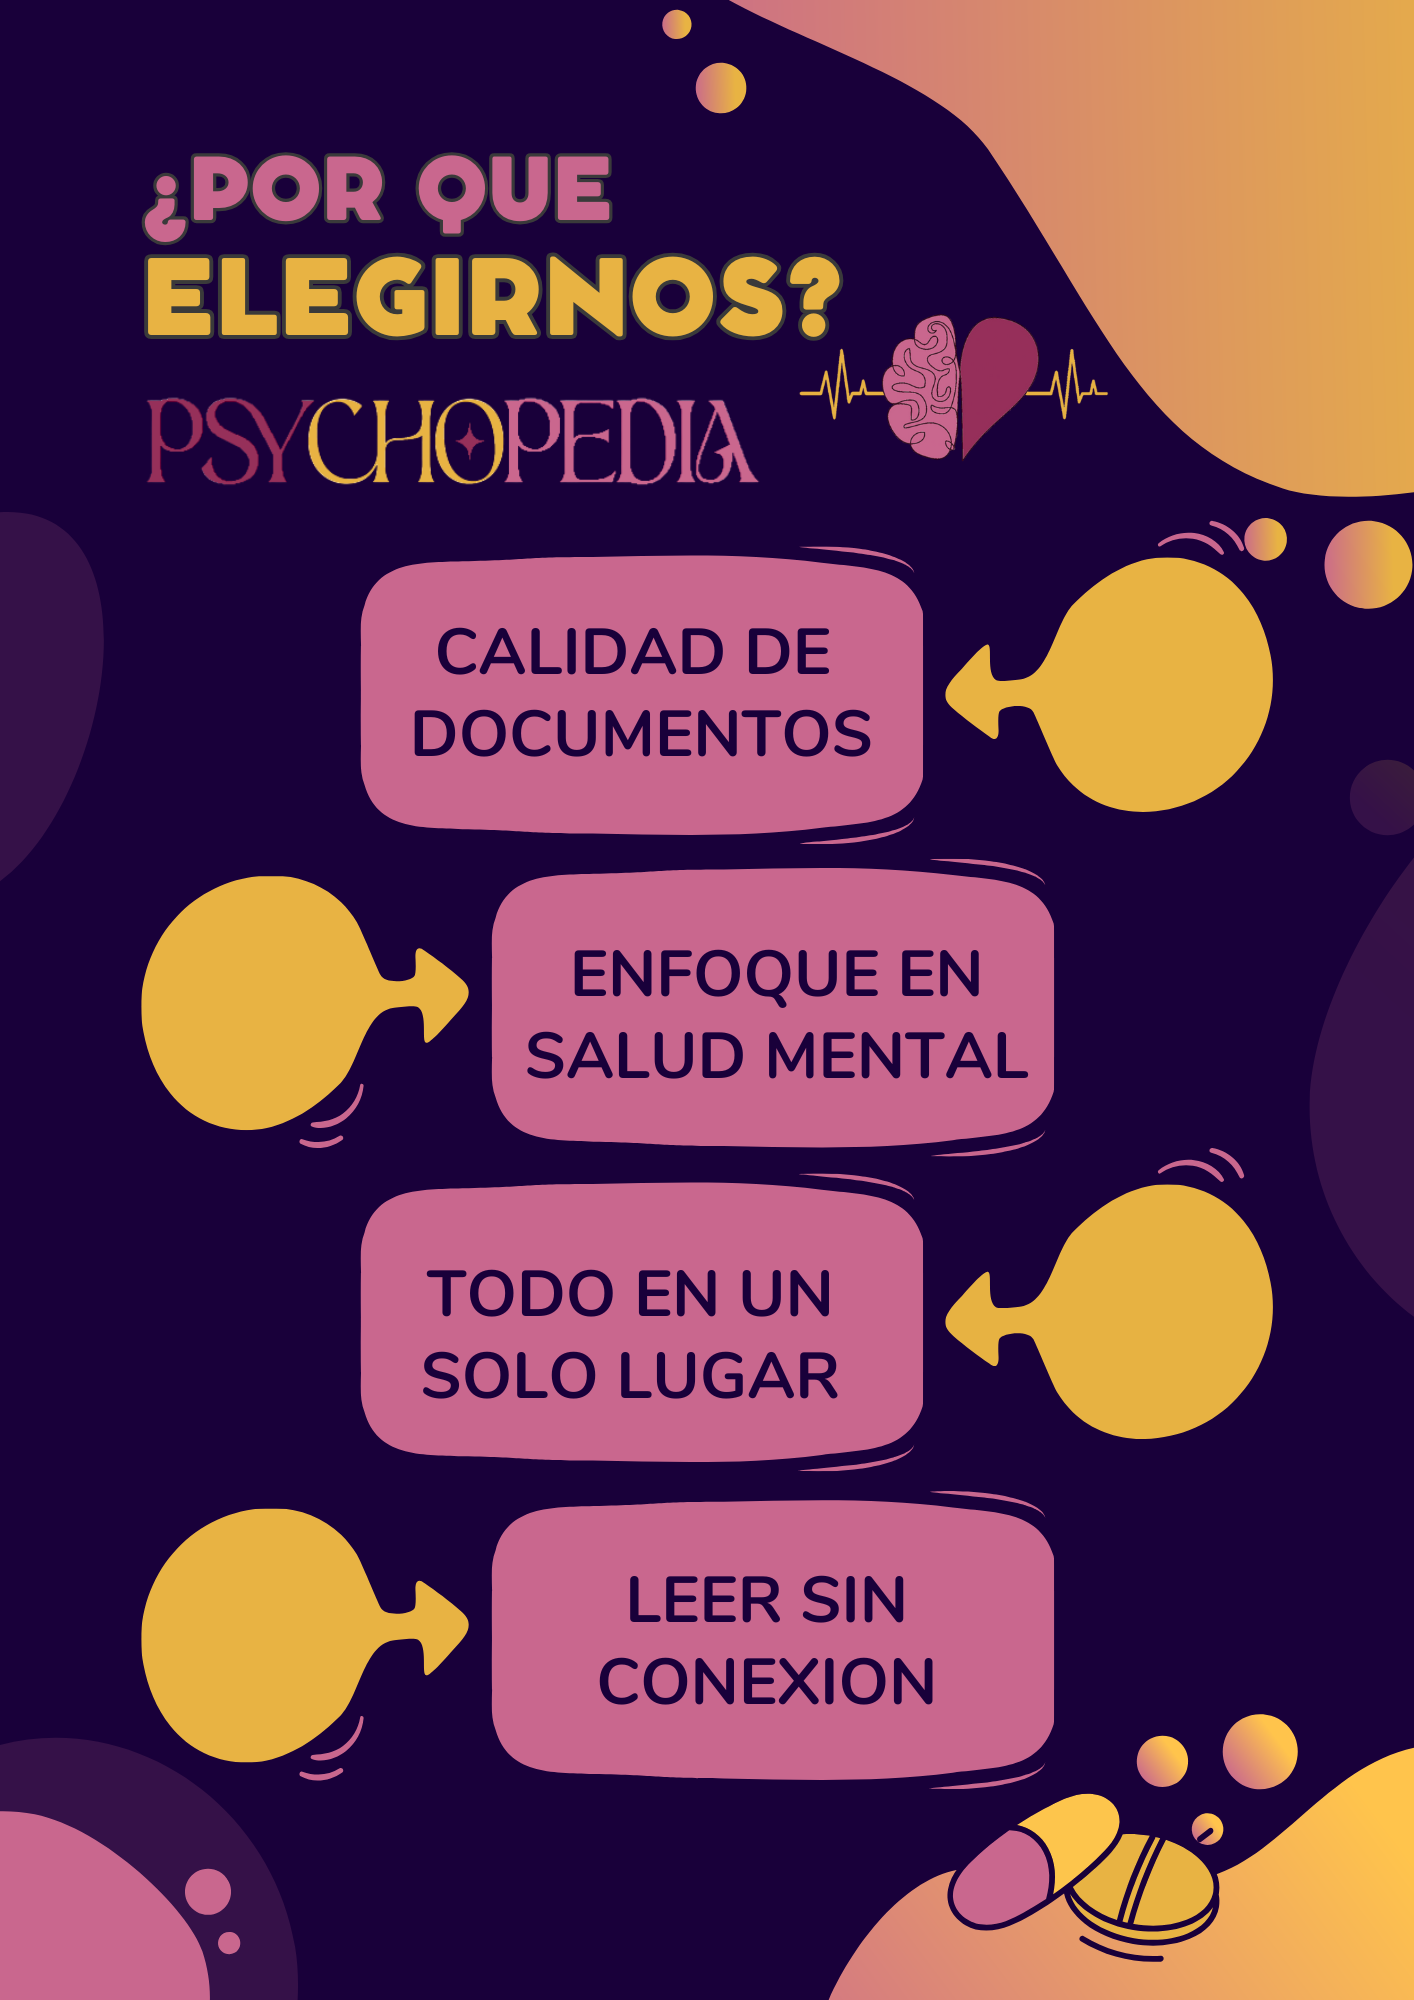 ¿POR QUE
ELEGIRNOS?
PSYCHOPEDIA
CALIDAD DE
DOCUMENTOS
ENFOQUE EN
SALUD MENTAL
TODO EN UN
SOLO LUGAR
LEER SIN
CONEXION